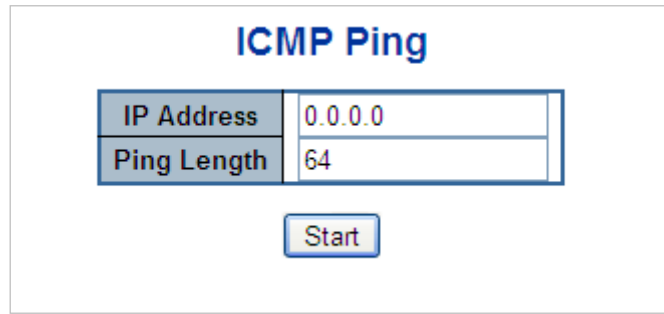 ICMP Ping
IP Address 0.0.0.0
Ping Length 64
Start